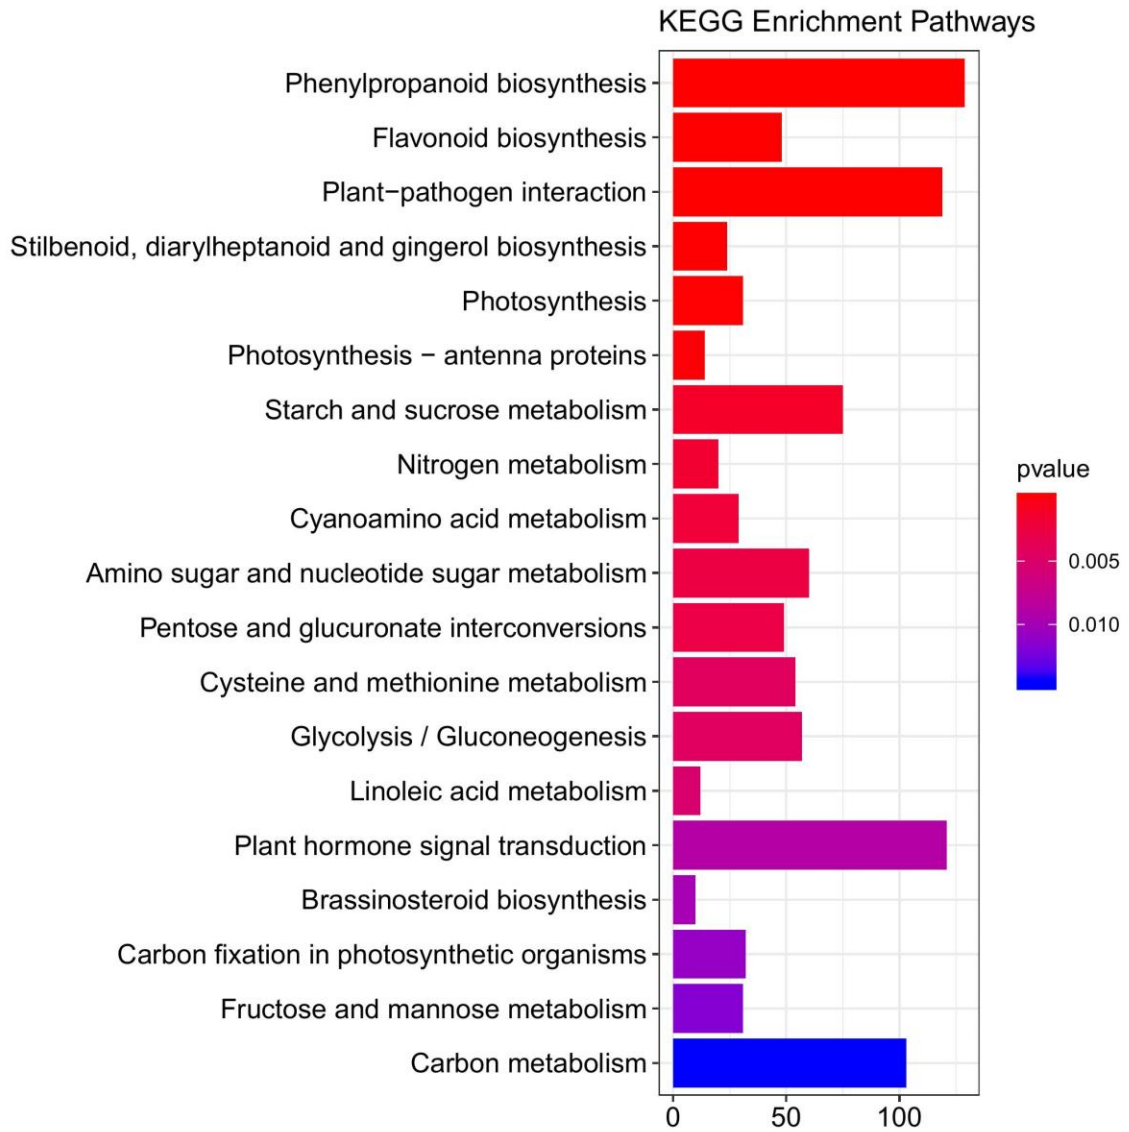 KEGG Enrichment Pathways
Phenylpropanoid biosynthesis
Flavonoid biosynthesis
Plant−pathogen interaction
Stilbenoid, diarylheptanoid and gingerol biosynthesis
Photosynthesis
Photosynthesis − antenna proteins
Starch and sucrose metabolism
Nitrogen metabolism
Cyanoamino acid metabolism
Amino sugar and nucleotide sugar metabolism
Pentose and glucuronate interconversions
Cysteine and methionine metabolism
Glycolysis / Gluconeogenesis
Linoleic acid metabolism
Plant hormone signal transduction
Brassinosteroid biosynthesis
Carbon fixation in photosynthetic organisms
Fructose and mannose metabolism
Carbon metabolism
0 50 100
pvalue
0.005
0.010